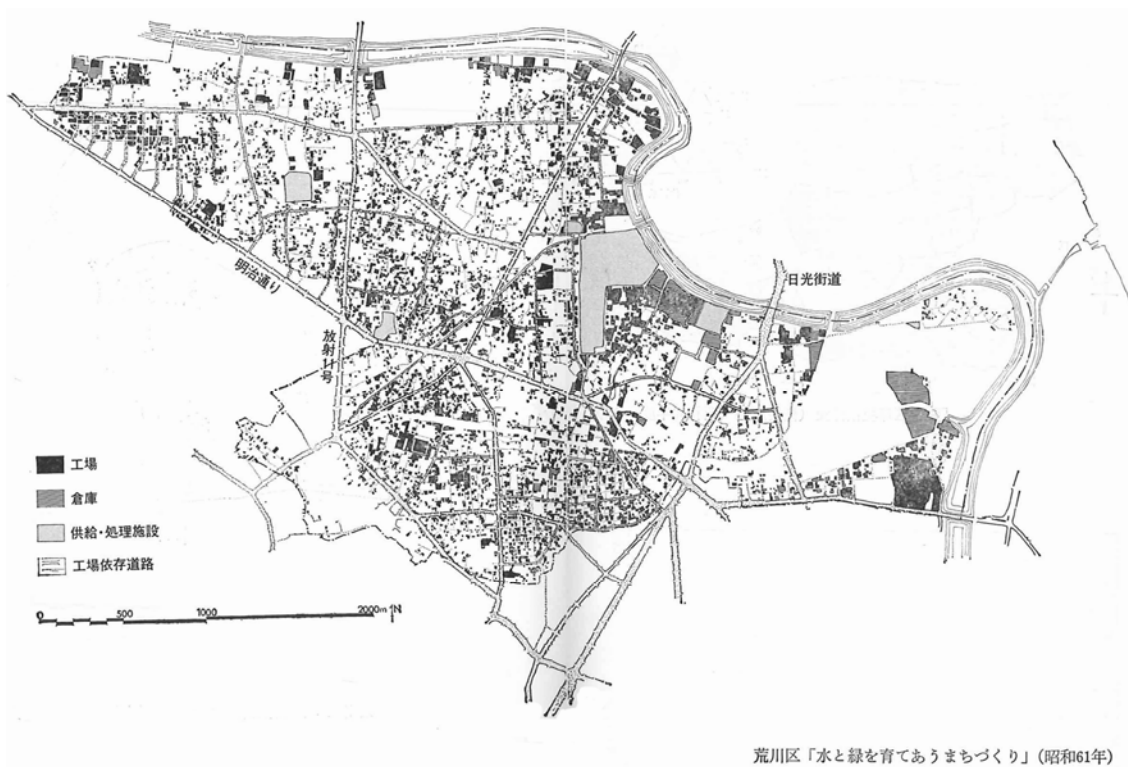 日光街道
明治通り
放射11号
工場
倉庫
供給・処理施設
工場依存道路
0 500 1000 2000m N
荒川区「水と緑を育てあうまちづくり」(昭和61年)